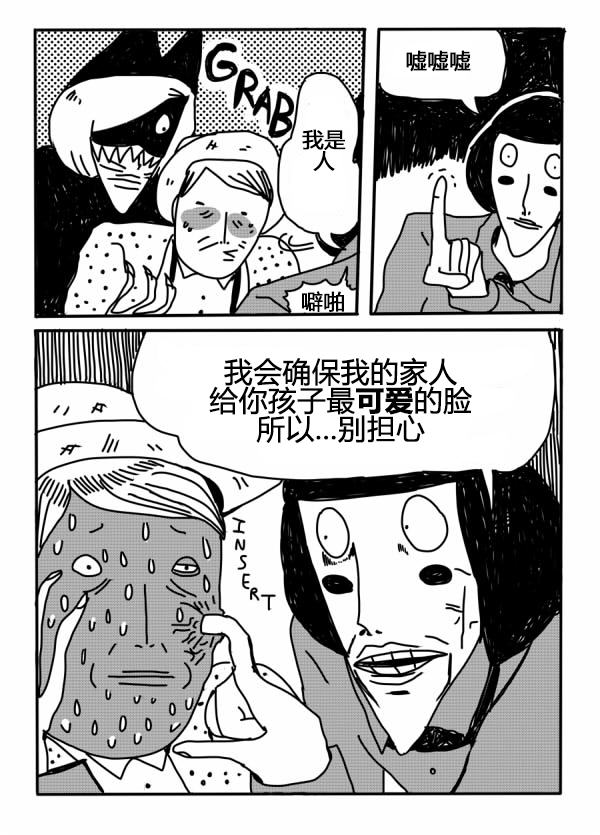 GRAB
我是
人
噼啪
嘘嘘嘘
我会确保我的家人
给你孩子最可爱的脸
所以...别担心
INSERT